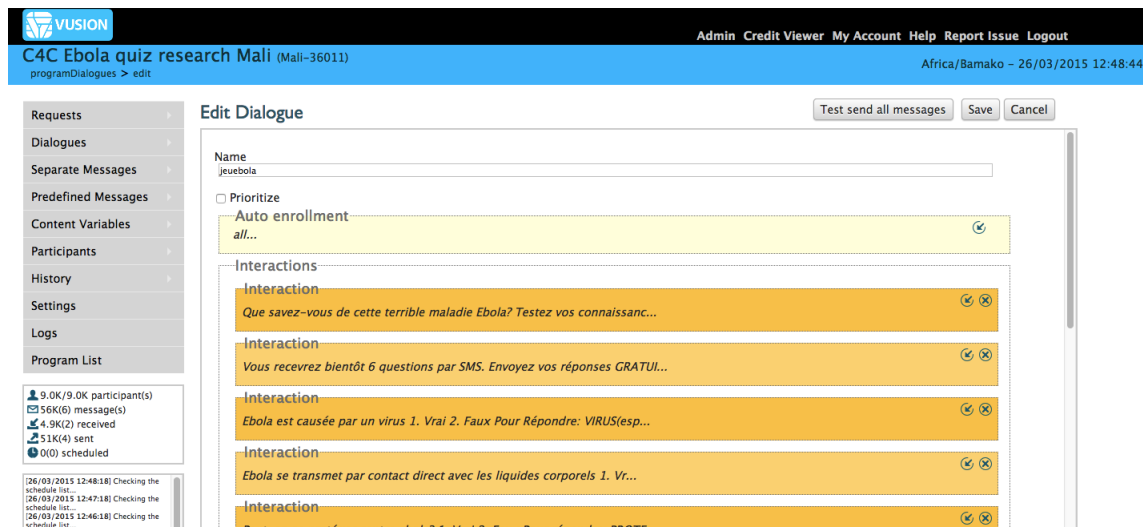 VUSION
Admin Credit Viewer My Account Help Report Issue Logout
C4C Ebola quiz research Mali (Mali-36011)
programDialogues > edit
Africa/Bamako - 26/03/2015 12:48:44
Requests
Dialogues
Separate Messages
Predefined Messages
Content Variables
Participants
History
Settings
Logs
Program List
9.0K/9.0K participant(s)
56K(6) message(s)
4.9K(2) received
51K(4) sent
0(0) scheduled
[26/03/2015 12:48:18] Checking the
schedule list...
[26/03/2015 12:47:18] Checking the
schedule list...
[26/03/2015 12:46:18] Checking the
schedule list...
Edit Dialogue
Test send all messages
Save
Cancel
Name
jeuebola
Prioritize
Auto enrollment
all...
Interactions
Interaction
Que savez-vous de cette terrible maladie Ebola? Testez vos connaissanc...
Interaction
Vous recevrez bientôt 6 questions par SMS. Envoyez vos réponses GRATUI...
Interaction
Ebola est causée par un virus 1. Vrai 2. Faux Pour Répondre: VIRUS(esp...
Interaction
Ebola se transmet par contact direct avec les liquides corporels 1. Vr...
Interaction